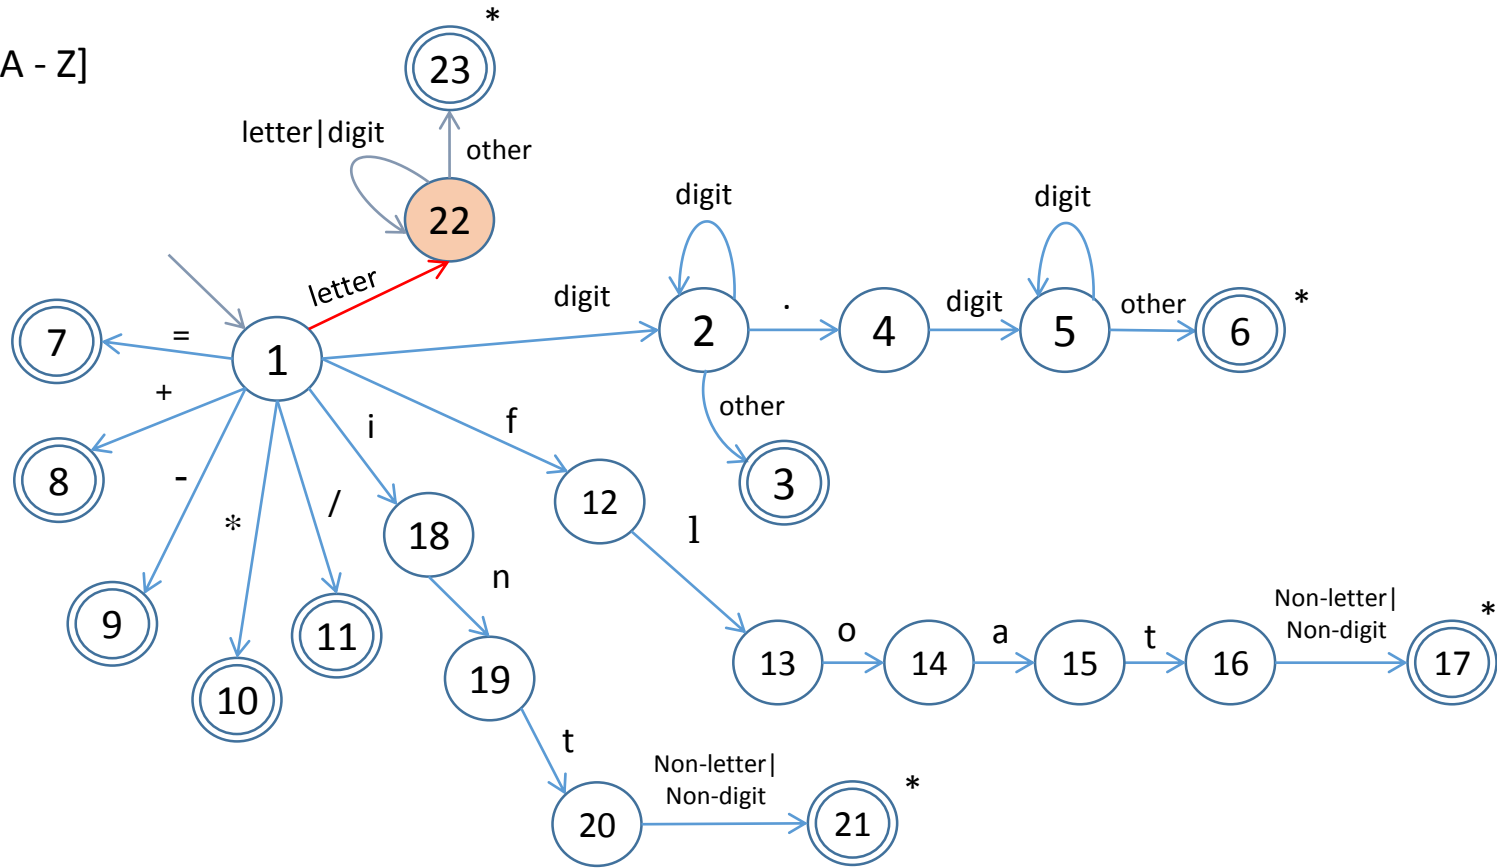 *
23
A - Z]
letter|digit
other
22
digit
digit
letter
digit
digit
other
*
7
=
1
2
.
4
5
6
+
f
other
i
8
-
12
3
*
/
18
l
n
Non-letter|
Non-digit
*
9
11
o
a
t
13
14
15
16
17
10
19
t
Non-letter|
Non-digit
*
20
21